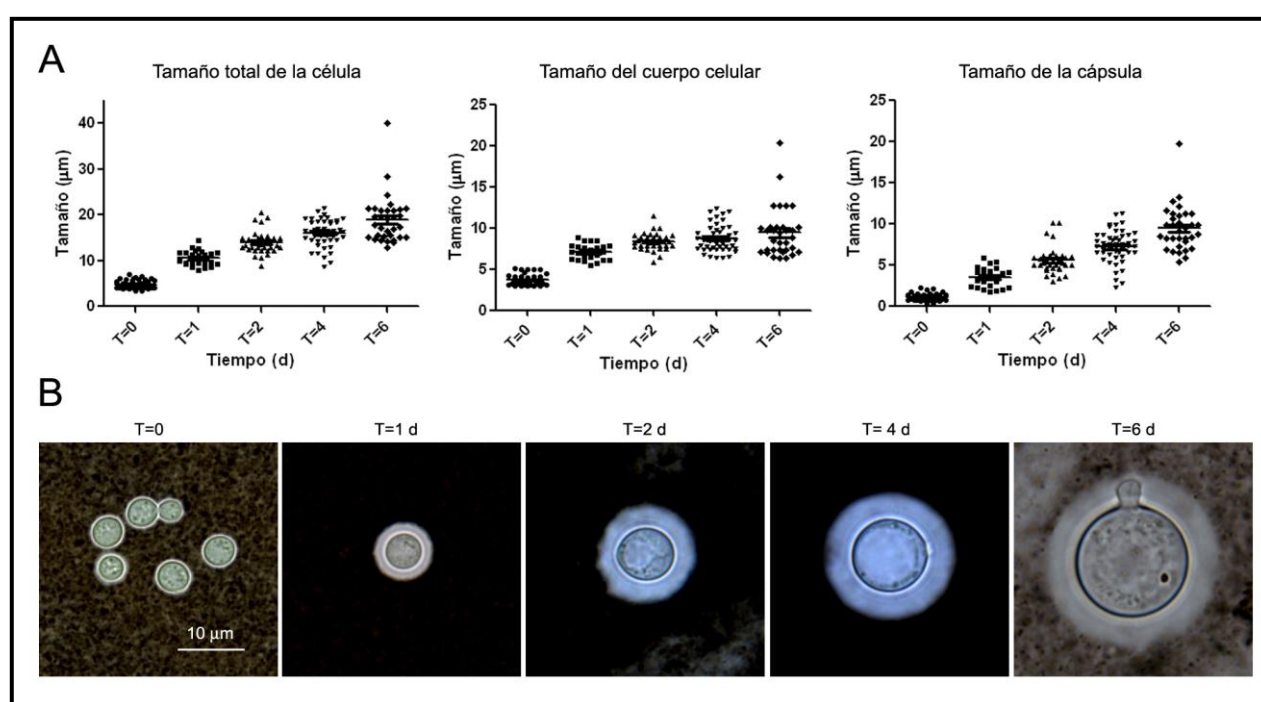 A
Tamaño total de la célula
Tamaño (µm)
40
30
20
10
0
T=0
T=1
T=2
T=4
T=6
Tiempo (d)
Tamaño del cuerpo celular
Tamaño (µm)
25
20
15
10
5
0
T=0
T=1
T=2
T=4
T=6
Tiempo (d)
Tamaño de la cápsula
Tamaño (µm)
25
20
15
10
5
0
T=0
T=1
T=2
T=4
T=6
Tiempo (d)
B
T=0
T=1 d
T=2 d
T= 4 d
T=6 d
10 µm